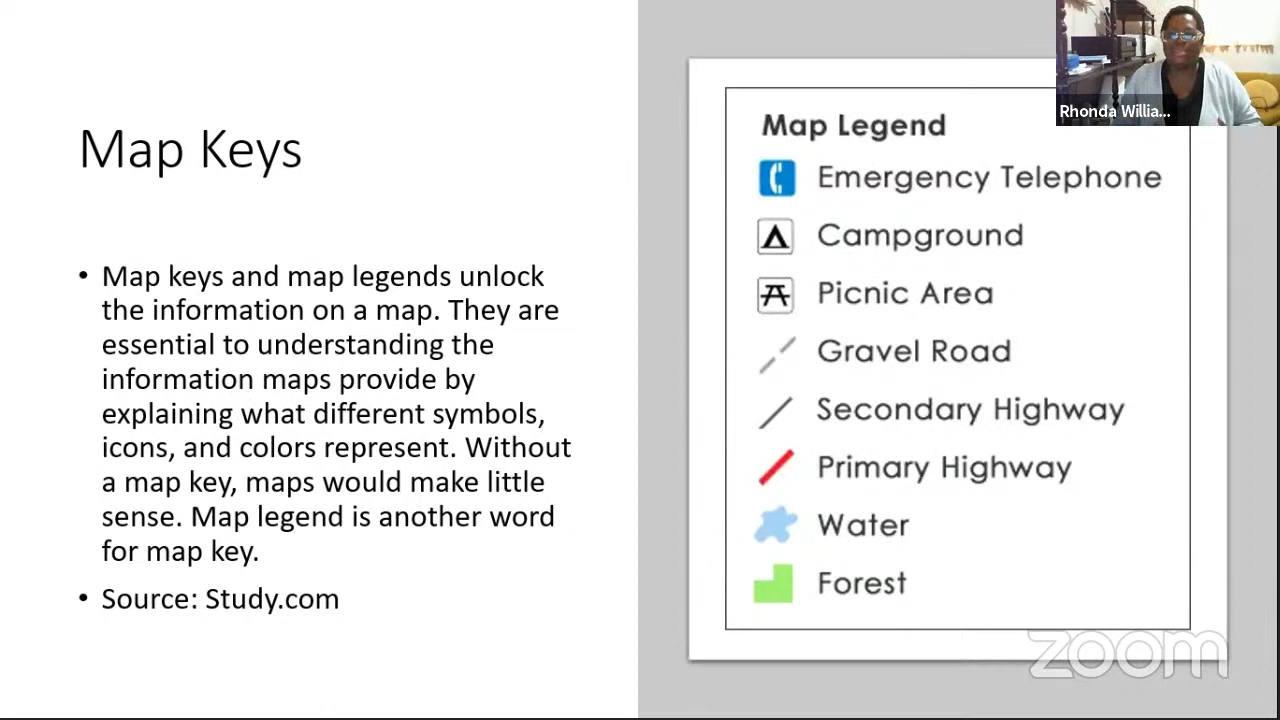 Map Keys
• Map keys and map legends unlock
the information on a map. They are
essential to understanding the
information maps provide by
explaining what different symbols,
icons, and colors represent. Without
a map key, maps would make little
sense. Map legend is another word
for map key.
• Source: Study.com
Rhonda Willia...
Map Legend
Emergency Telephone
Campground
Picnic Area
Gravel Road
Secondary Highway
Primary Highway
Water
Forest
zoom